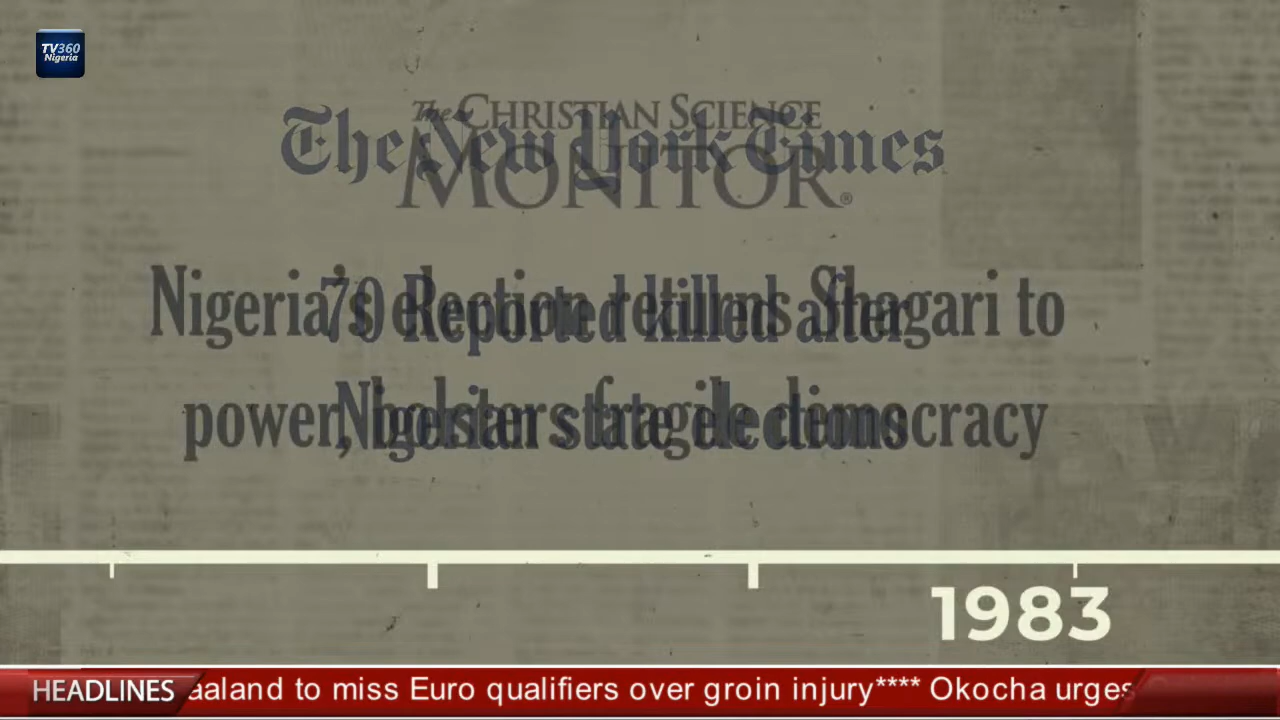 TV360
Nigeria
The CHRISTIAN SCIENCE
The New York Times
MONITOR®
Nigeria's election returns Shagari to
70 Reported killed after
power, bolsters fragile democracy
Nigerian state elections
1983
HEADLINES aaland to miss Euro qualifiers over groin injury**** Okocha urges